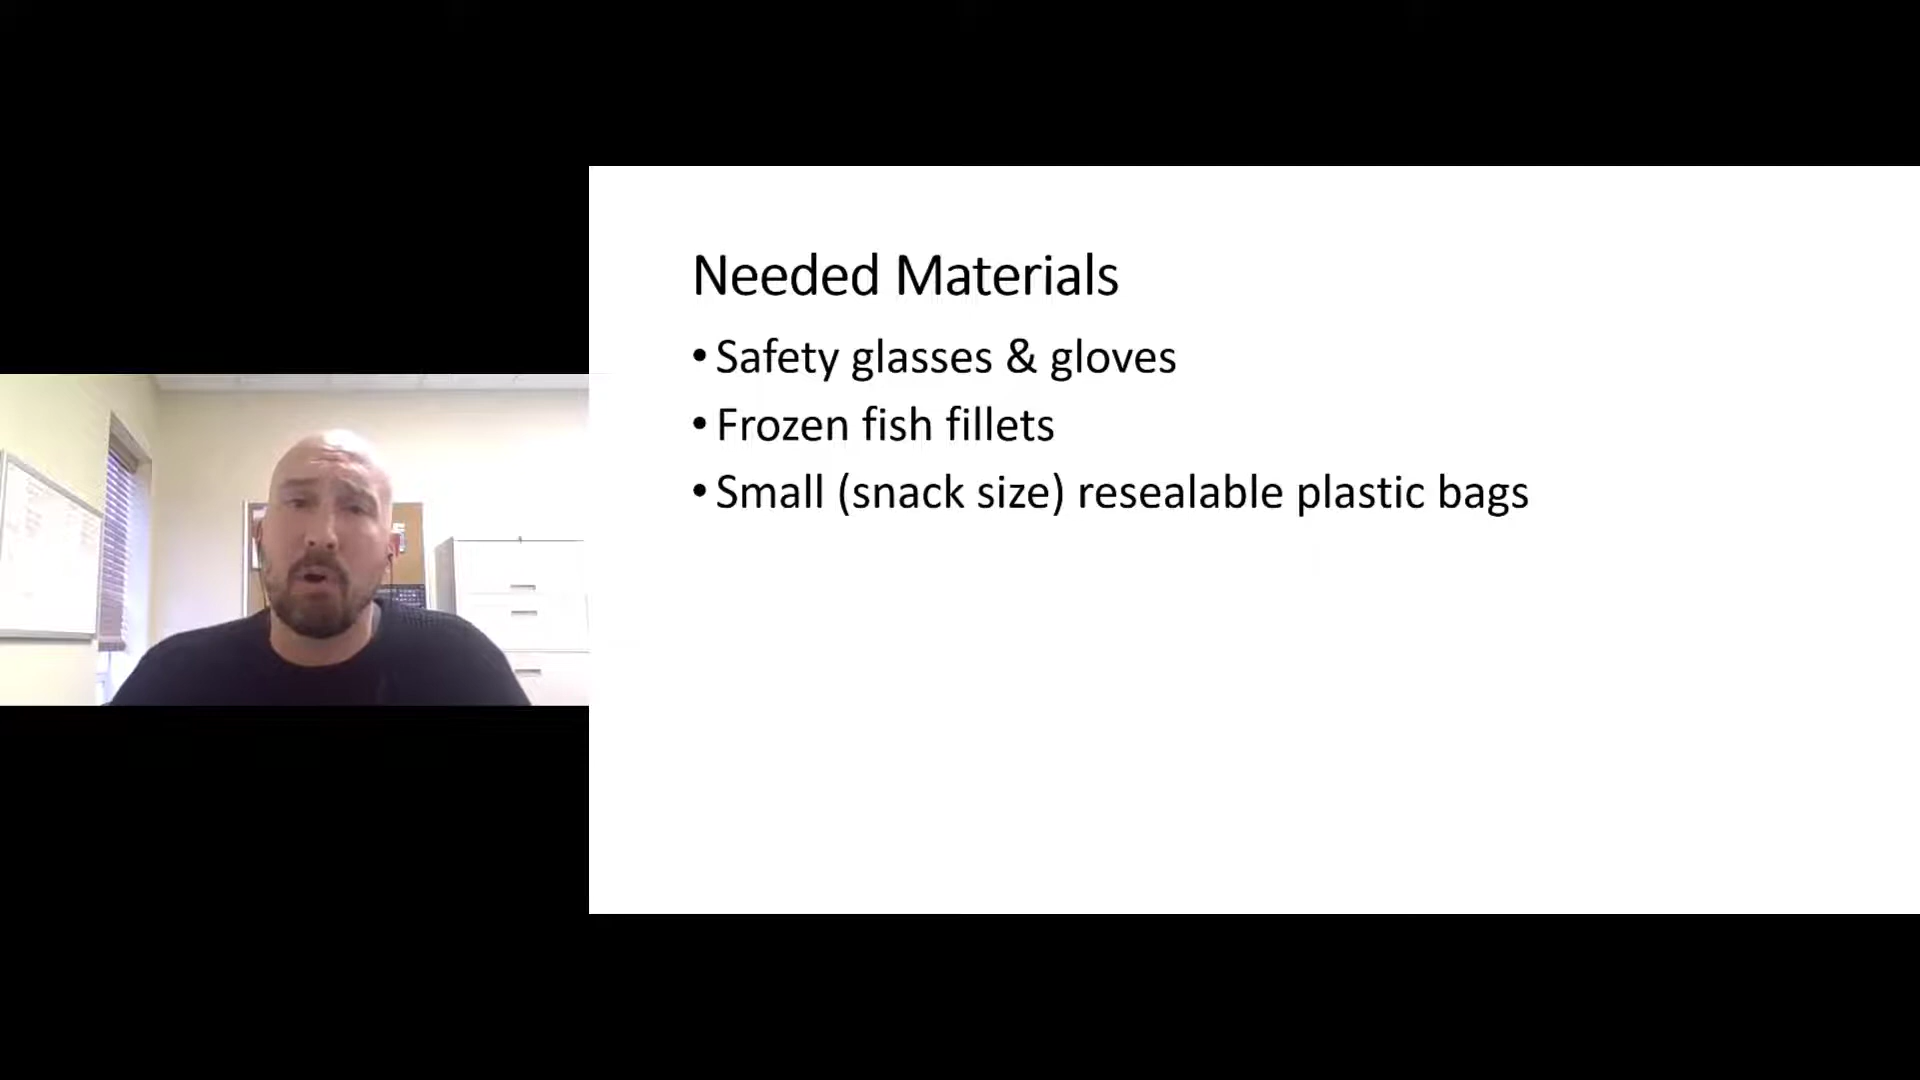 Needed Materials
• Safety glasses & gloves
• Frozen fish fillets
• Small (snack size) resealable plastic bags